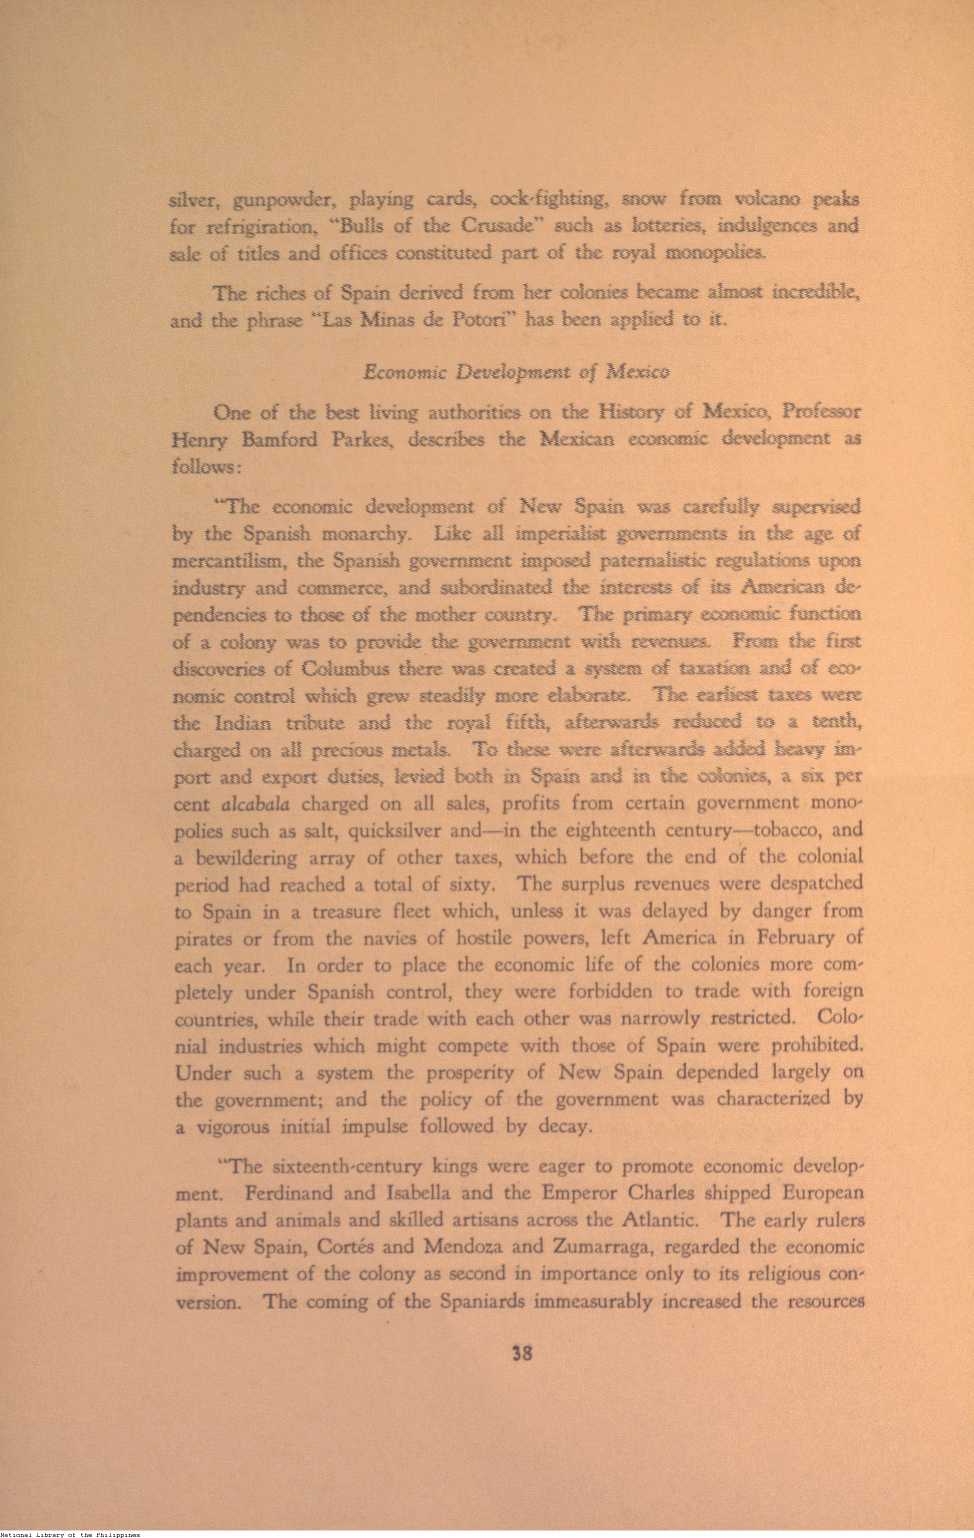 silver, gunpowder, playing cards, cock-fighting, snow from volcano peaks
for refrigiration, “Bulls of the Crusade” such as lotteries, indulgences and
sale of titles and offices constituted part of the royal monopolies.
The riches of Spain derived from her colonies became almost incredible,
and the phrase “Las Minas de Potori” has been applied to it.
Economic Development of Mexico
One of the best living authorities on the History of Mexico, Professor
Henry Bamford Parkes, describes the Mexican economic development as
follows:
“The economic development of New Spain was carefully supervised
by the Spanish monarchy. Like all imperialist governments in the age of
mercantilism, the Spanish government imposed paternalistic regulations upon
industry and commerce, and subordinated the interests of its American de-
pendencies to those of the mother country. The primary economic function
of a colony was to provide the government with revenues. From the first
discoveries of Columbus there was created a system of taxation and of eco-
nomic control which grew steadily more elaborate. The earliest taxes were
the Indian tribute and the royal fifth, afterwards reduced to a tenth,
charged on all precious metals. To these were afterwards added heavy im-
port and export duties, levied both in Spain and in the colonies, a six per
cent alcabala charged on all sales, profits from certain government mono-
polies such as salt, quicksilver and—in the eighteenth century—tobacco, and
a bewildering array of other taxes, which before the end of the colonial
period had reached a total of sixty. The surplus revenues were despatched
to Spain in a treasure fleet which, unless it was delayed by danger from
pirates or from the navies of hostile powers, left America in February of
each year. In order to place the economic life of the colonies more com-
pletely under Spanish control, they were forbidden to trade with foreign
countries, while their trade with each other was narrowly restricted. Colo-
nial industries which might compete with those of Spain were prohibited.
Under such a system the prosperity of New Spain depended largely on
the government; and the policy of the government was characterized by
a vigorous initial impulse followed by decay.
“The sixteenth-century kings were eager to promote economic develop-
ment. Ferdinand and Isabella and the Emperor Charles shipped European
plants and animals and skilled artisans across the Atlantic. The early rulers
of New Spain, Cortés and Mendoza and Zumarraga, regarded the economic
improvement of the colony as second in importance only to its religious con-
version. The coming of the Spaniards immeasurably increased the resources
38
National Library of the Philippines